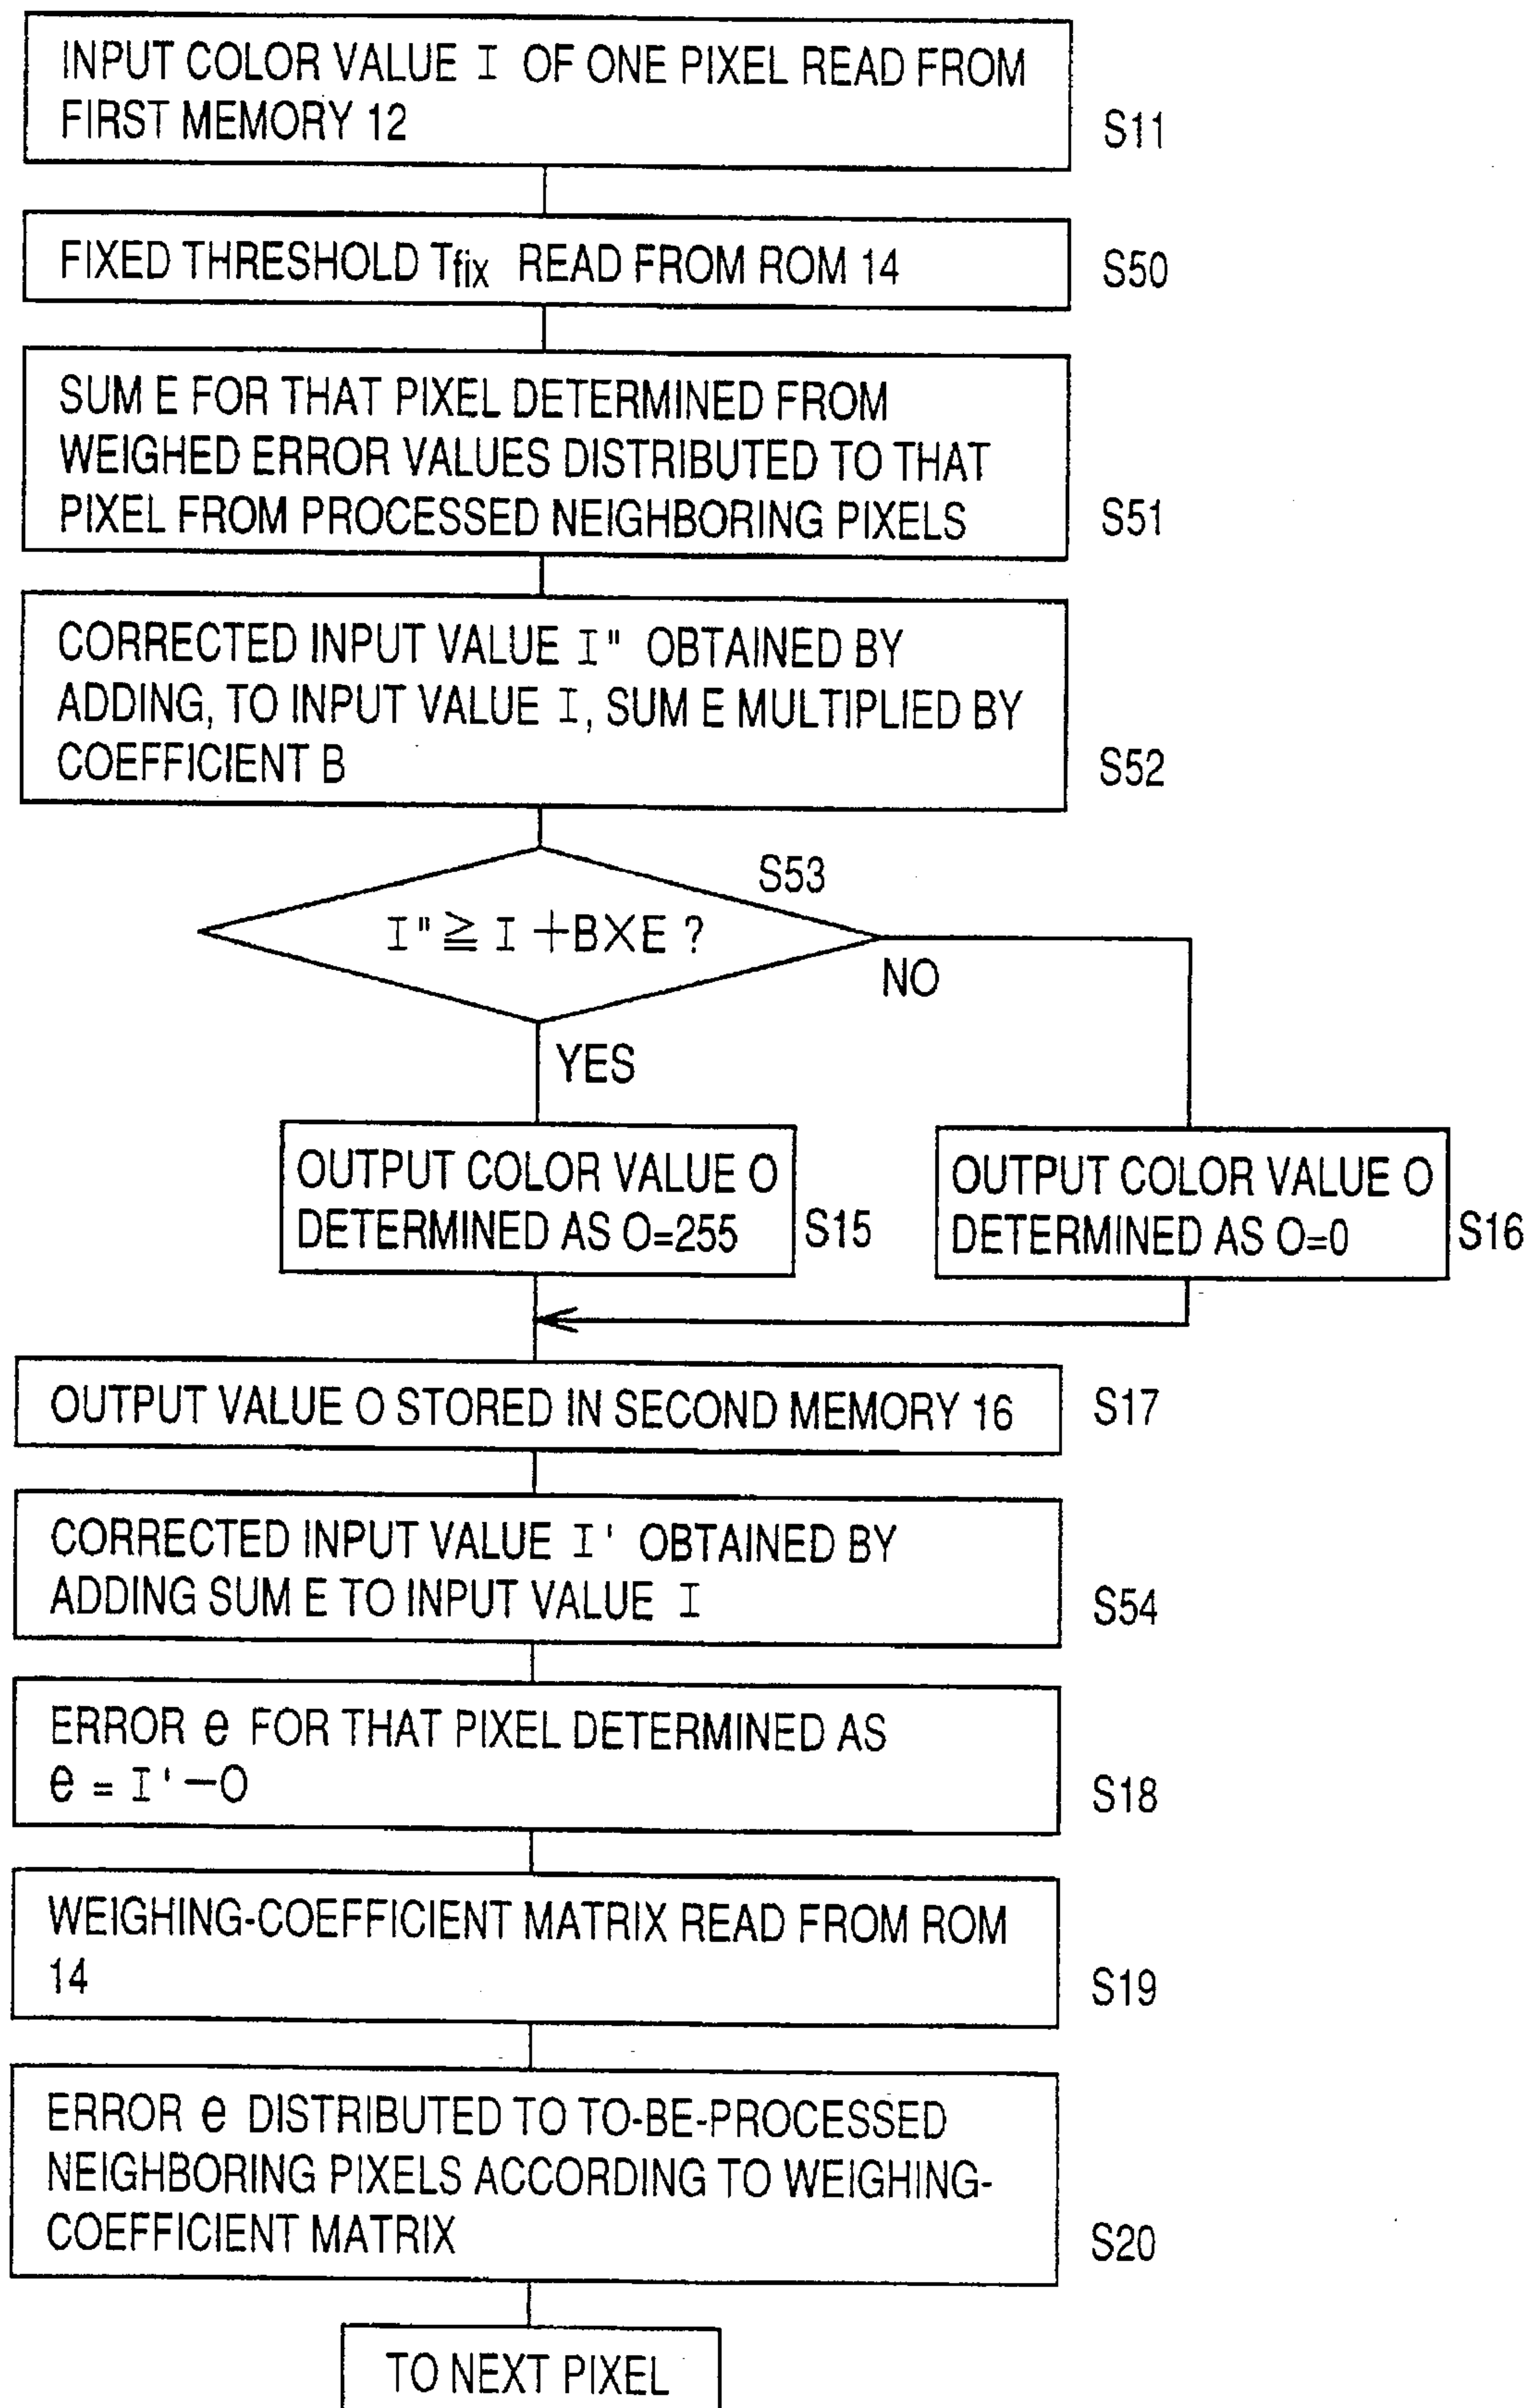 INPUT COLOR VALUE I OF ONE PIXEL READ FROM
FIRST MEMORY 12
S11
FIXED THRESHOLD Tfix READ FROM ROM 14
S50
SUM E FOR THAT PIXEL DETERMINED FROM
WEIGHED ERROR VALUES DISTRIBUTED TO THAT
PIXEL FROM PROCESSED NEIGHBORING PIXELS
S51
CORRECTED INPUT VALUE I" OBTAINED BY
ADDING, TO INPUT VALUE I, SUM E MULTIPLIED BY
COEFFICIENT B
S52
S53
I" ≧ I +B×E ?
NO
YES
OUTPUT COLOR VALUE O
DETERMINED AS O=255
S15
OUTPUT COLOR VALUE O
DETERMINED AS O=0
S16
OUTPUT VALUE O STORED IN SECOND MEMORY 16
S17
CORRECTED INPUT VALUE I' OBTAINED BY
ADDING SUM E TO INPUT VALUE I
S54
ERROR e FOR THAT PIXEL DETERMINED AS
e = I' −O
S18
WEIGHING-COEFFICIENT MATRIX READ FROM ROM
14
S19
ERROR e DISTRIBUTED TO TO-BE-PROCESSED
NEIGHBORING PIXELS ACCORDING TO WEIGHING-
COEFFICIENT MATRIX
S20
TO NEXT PIXEL